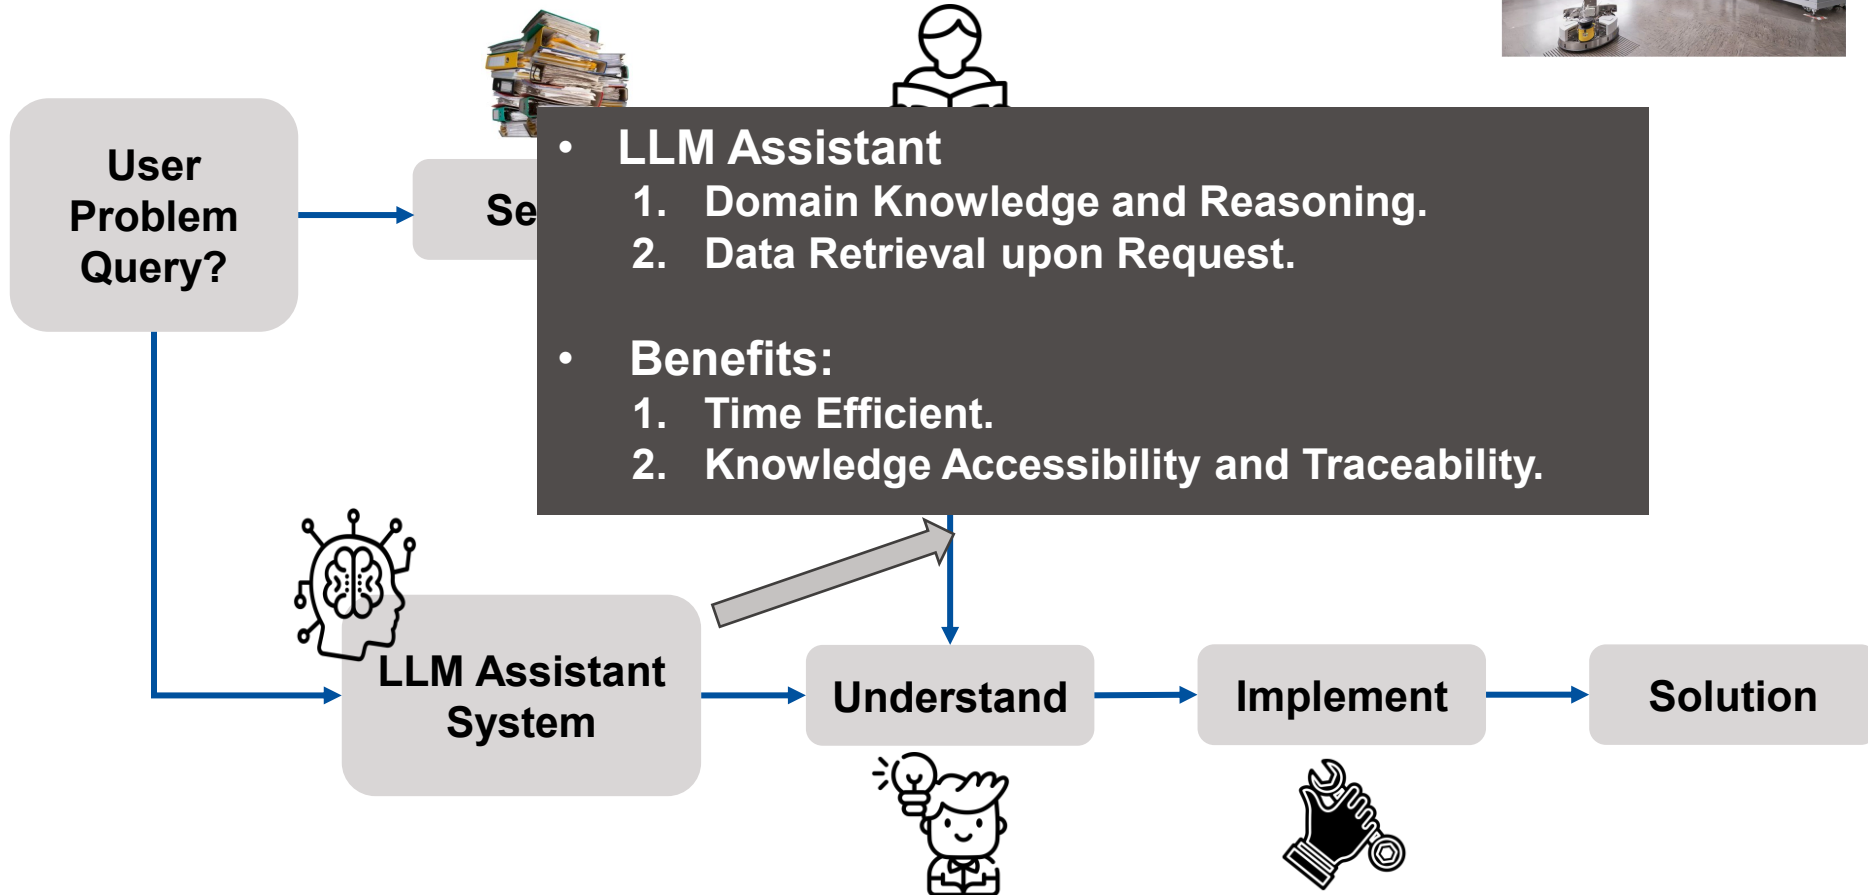 User
Problem
Query?
• LLM Assistant
1. Domain Knowledge and Reasoning.
2. Data Retrieval upon Request.
• Benefits:
1. Time Efficient.
2. Knowledge Accessibility and Traceability.
LLM Assistant
System
Understand
Implement
Solution